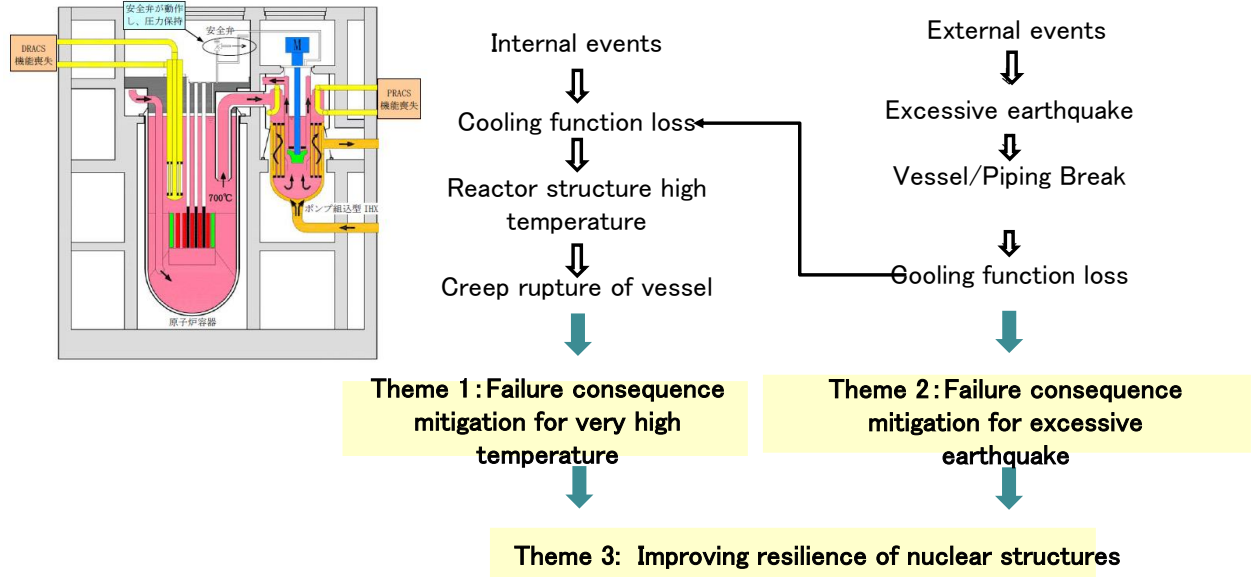 安全弁が動作
し、圧力保持
安全弁
DRACS
機能喪失
M
PRACS
機能喪失
700℃
ポンプ組込型 IHX
原子炉容器
Internal events
Cooling function loss
Reactor structure high
temperature
Creep rupture of vessel
External events
Excessive earthquake
Vessel/Piping Break
Cooling function loss
Theme 1:Failure consequence
mitigation for very high
temperature
Theme 2:Failure consequence
mitigation for excessive
earthquake
Theme 3: Improving resilience of nuclear structures